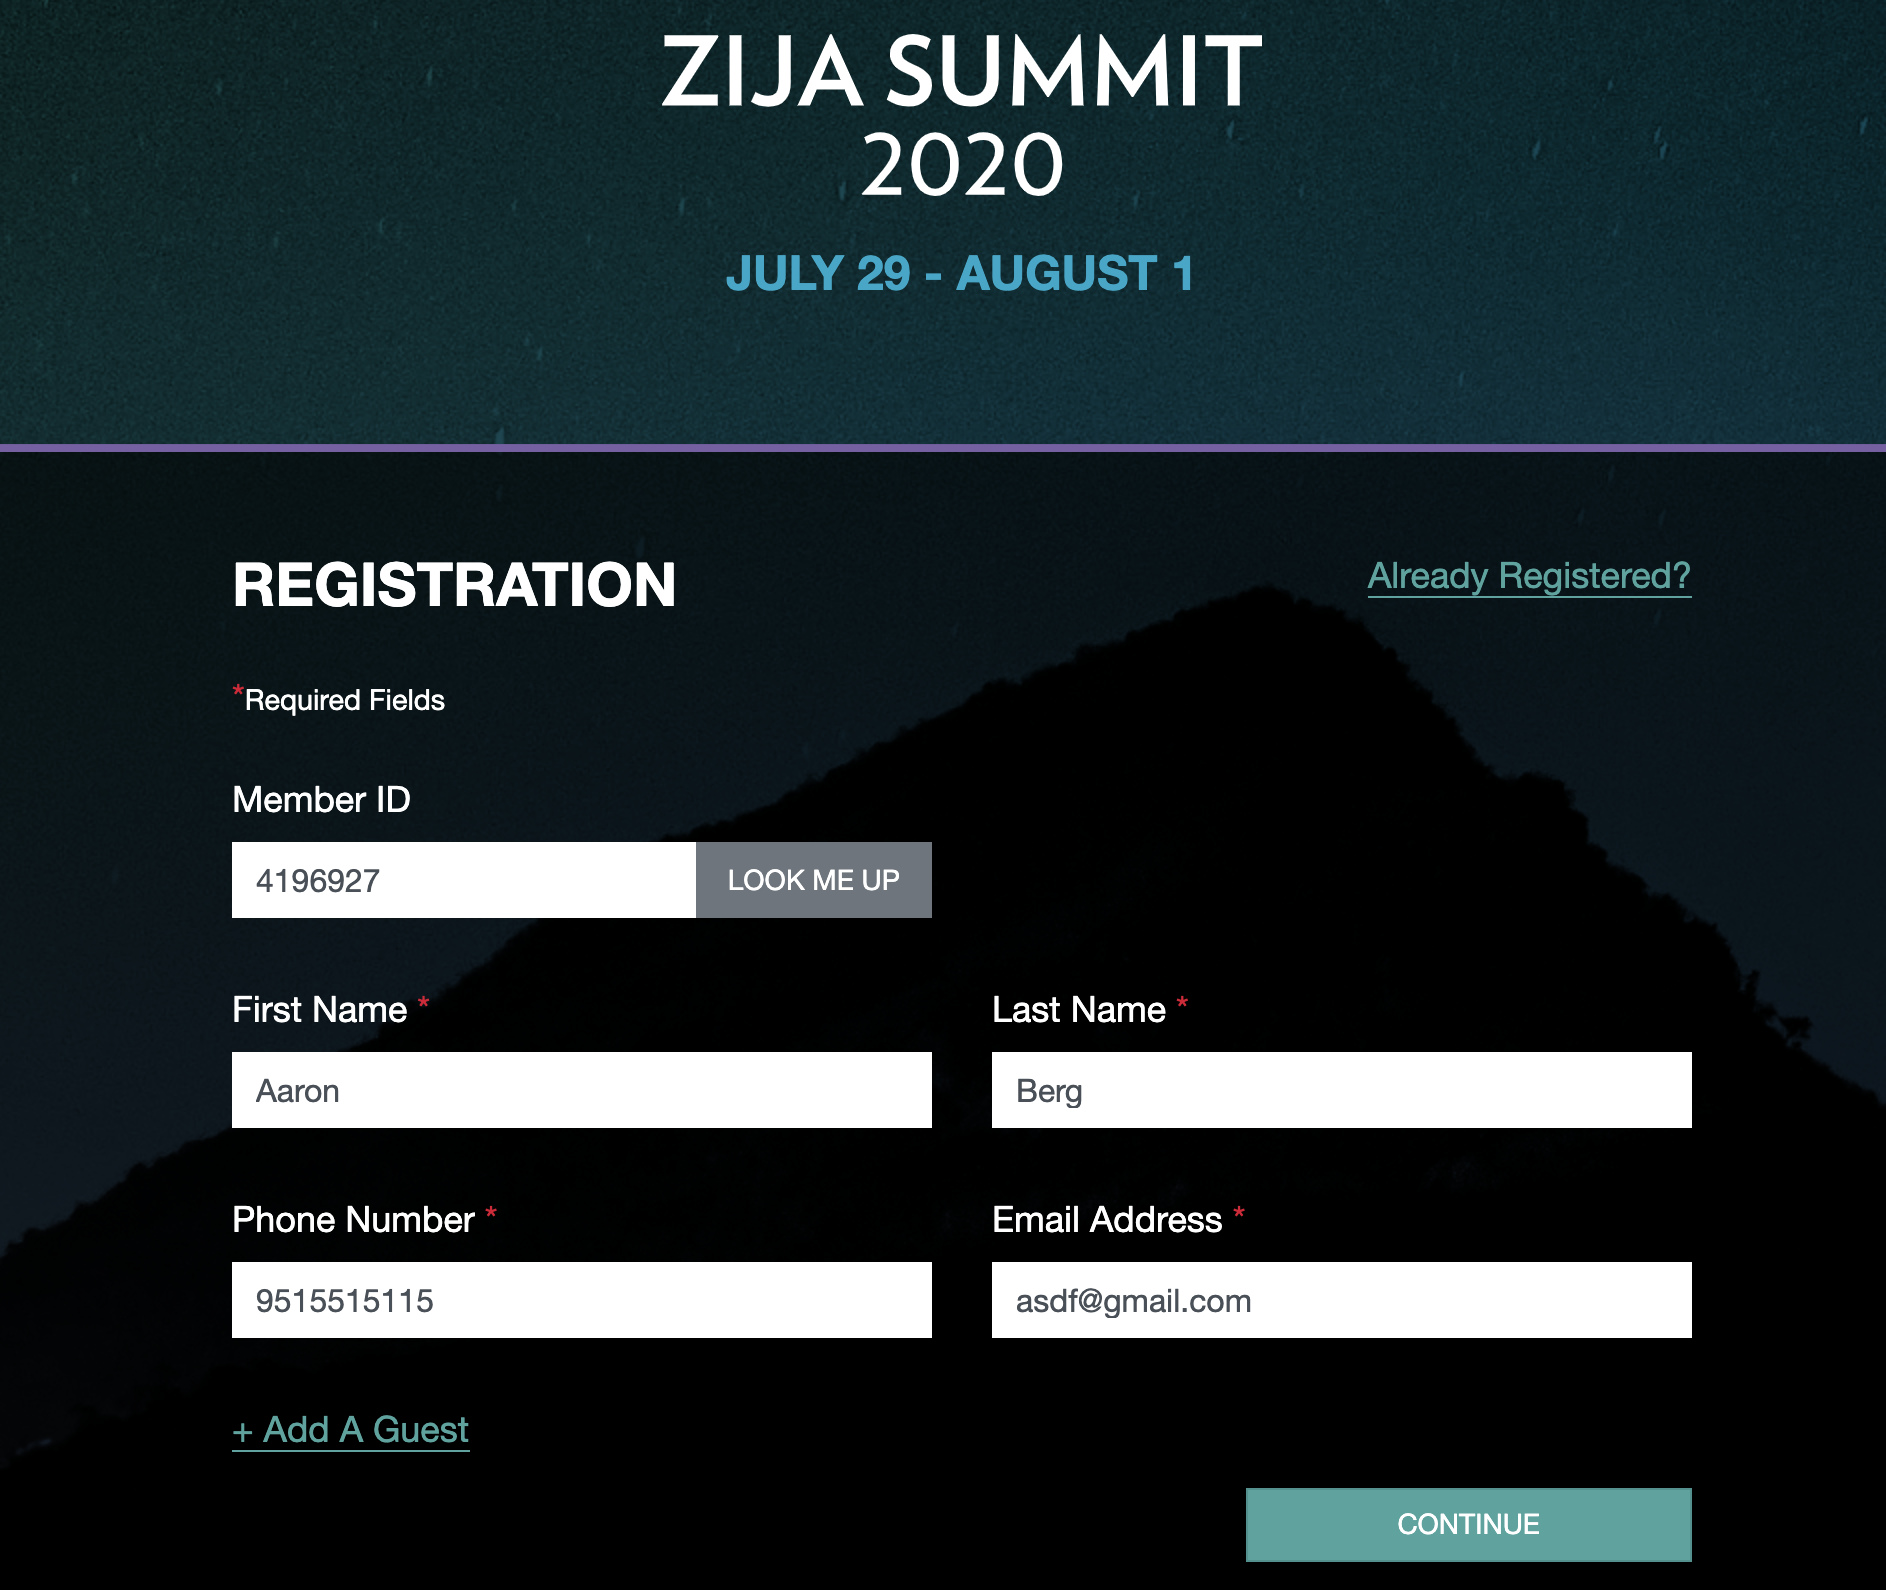 ZIJA SUMMIT
2020
JULY 29 - AUGUST 1
REGISTRATION
Already Registered?
*Required Fields
Member ID
4196927
LOOK ME UP
First Name *
Last Name *
Aaron
Berg
Phone Number *
Email Address *
9515515115
asdf@gmail.com
+ Add A Guest
CONTINUE